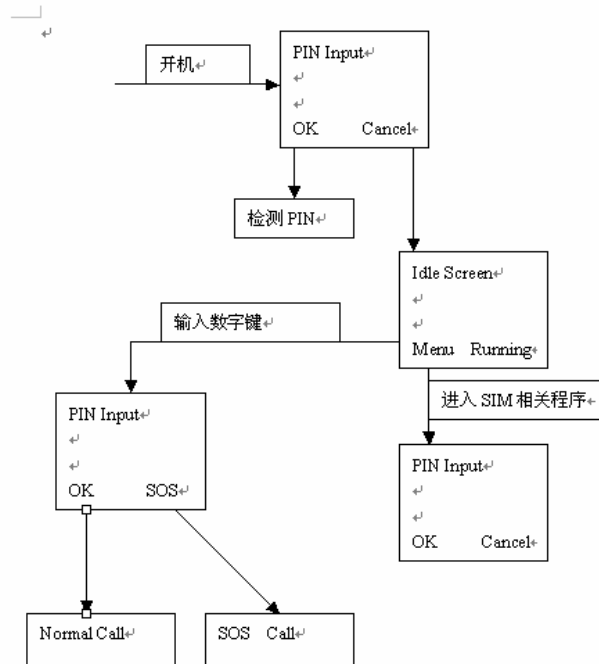 开机
PIN Input
OK Cancel
检测 PIN
Idle Screen
Menu Running
输入数字键
进入 SIM 相关程序
PIN Input
OK SOS
PIN Input
OK Cancel
Normal Call
SOS Call